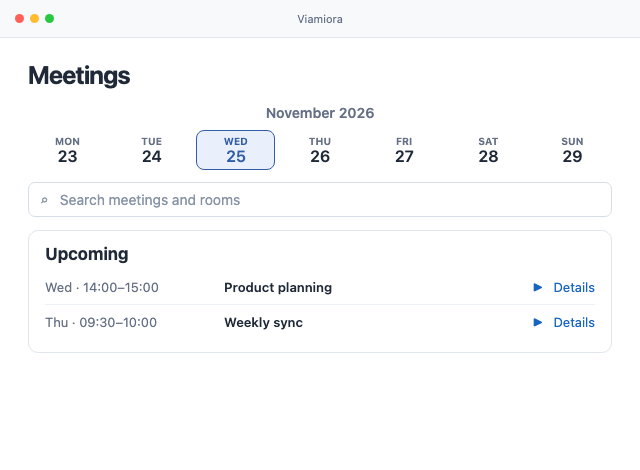 Viamiora
Meetings
November 2026
MON TUE WED THU FRI SAT SUN
23 24 25 26 27 28 29
Search meetings and rooms
Upcoming
Wed · 14:00–15:00 Product planning Details
Thu · 09:30–10:00 Weekly sync Details